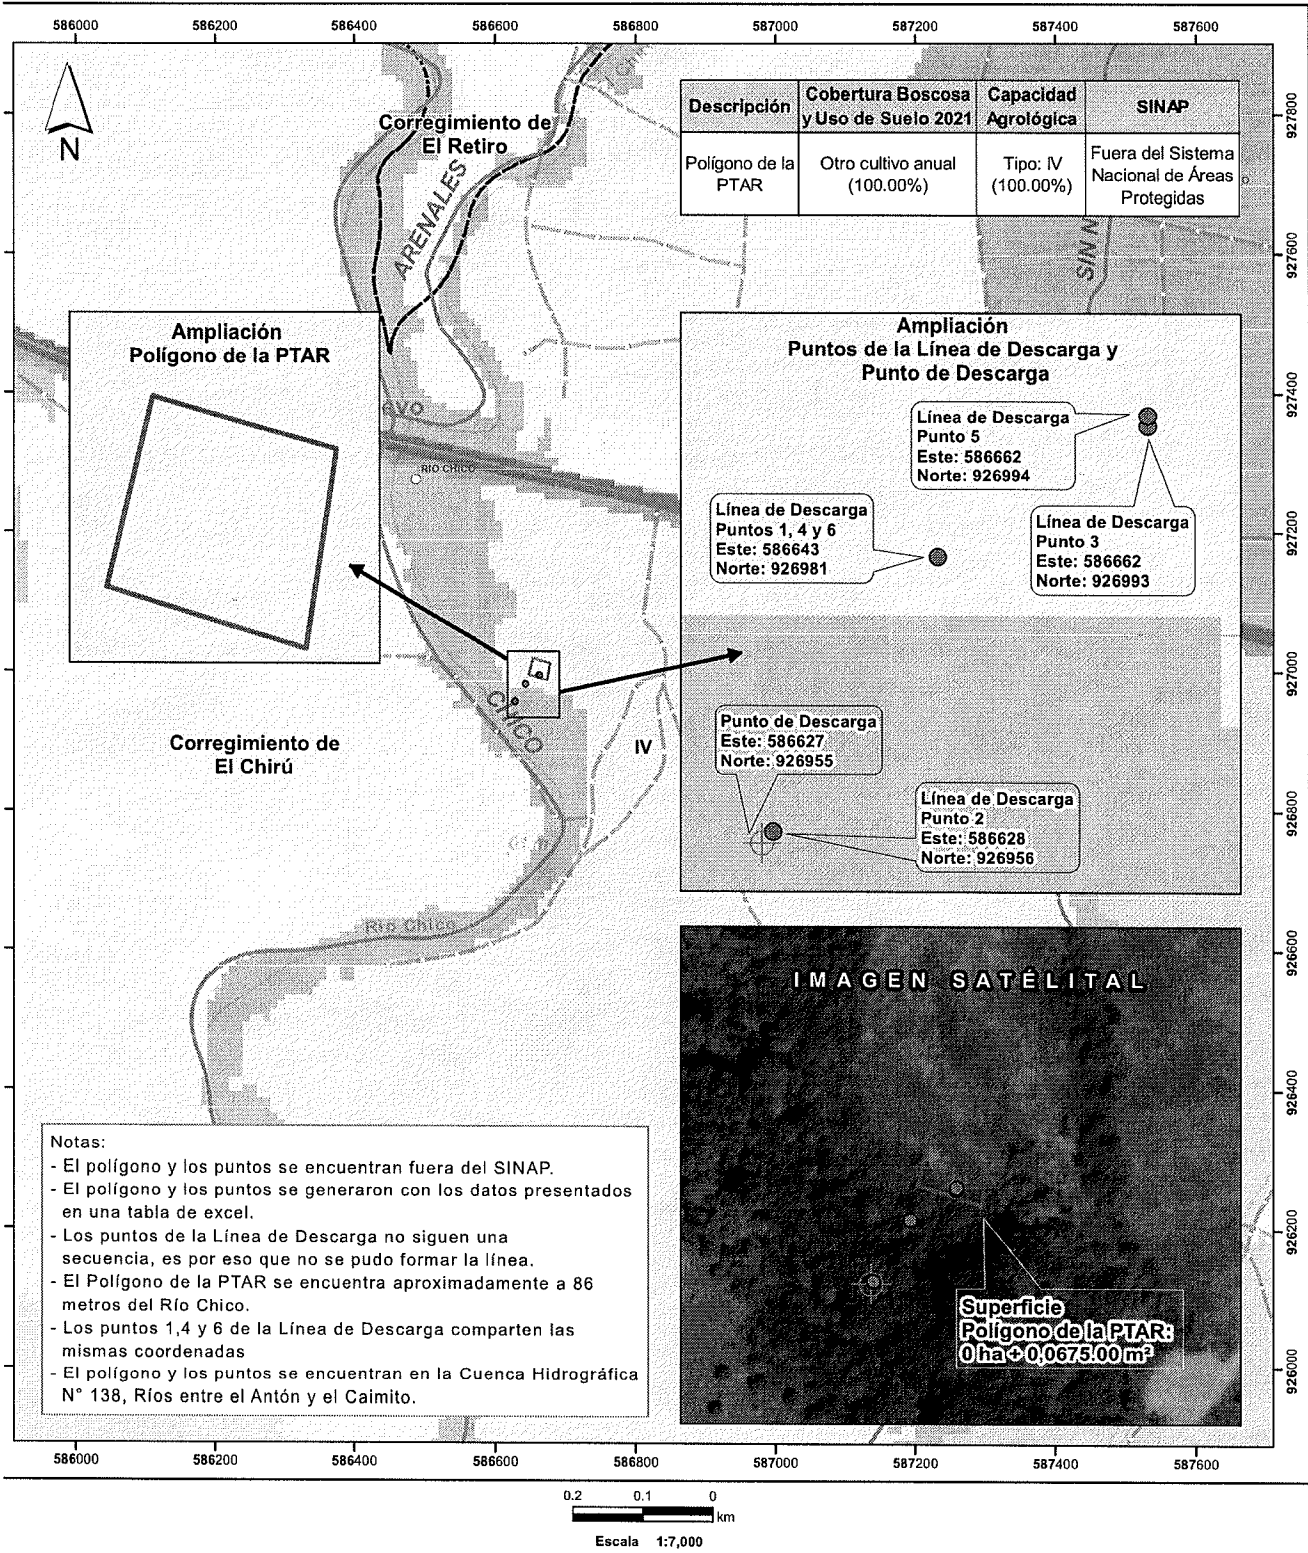 586000 586200 586400 586600 586800 587000 587200 587400 587600
N
Corregimiento de
El Retiro
ARENALES
Descripción | Cobertura Boscosa y Uso de Suelo 2021 | Capacidad Agrológica | SINAP
Polígono de la PTAR | Otro cultivo anual (100.00%) | Tipo: IV (100.00%) | Fuera del Sistema Nacional de Áreas Protegidas
927800
927600
927400
927200
927000
926800
926600
926400
926200
926000
Ampliación
Polígono de la PTAR
RÍO CHICO
CHICO
IV
Corregimiento de
El Chirú
Río Chico
Ampliación
Puntos de la Línea de Descarga y
Punto de Descarga
Línea de Descarga
Punto 5
Este: 586662
Norte: 926994
Línea de Descarga
Puntos 1, 4 y 6
Este: 586643
Norte: 926981
Línea de Descarga
Punto 3
Este: 586662
Norte: 926993
Punto de Descarga
Este: 586627
Norte: 926955
Línea de Descarga
Punto 2
Este: 586628
Norte: 926956
IMAGEN SATÉLITAL
Superficie
Polígono de la PTAR:
0 ha + 0,0675.00 m²
Notas:
- El polígono y los puntos se encuentran fuera del SINAP.
- El polígono y los puntos se generaron con los datos presentados
en una tabla de excel.
- Los puntos de la Línea de Descarga no siguen una
secuencia, es por eso que no se pudo formar la línea.
- El Polígono de la PTAR se encuentra aproximadamente a 86
metros del Río Chico.
- Los puntos 1,4 y 6 de la Línea de Descarga comparten las
mismas coordenadas
- El polígono y los puntos se encuentran en la Cuenca Hidrográfica
N° 138, Ríos entre el Antón y el Caimito.
586000 586200 586400 586600 586800 587000 587200 587400 587600
0.2 0.1 0
km
Escala 1:7,000